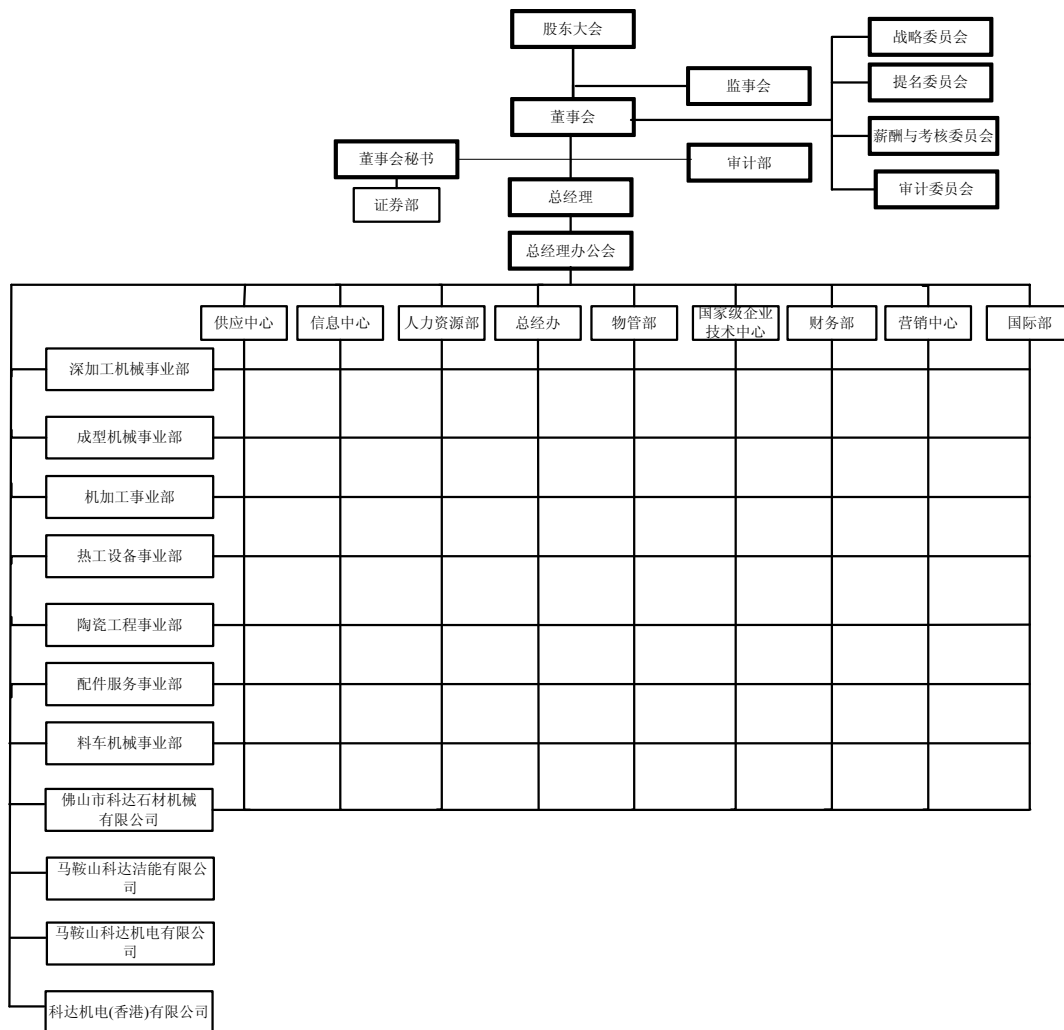 股东大会
战略委员会
监事会
提名委员会
董事会
薪酬与考核委员会
董事会秘书
审计部
审计委员会
证券部
总经理
总经理办公会
供应中心
信息中心
人力资源部
总经办
物管部
国家级企业
技术中心
财务部
营销中心
国际部
深加工机械事业部
成型机械事业部
机加工事业部
热工设备事业部
陶瓷工程事业部
配件服务事业部
料车机械事业部
佛山市科达石材机械
有限公司
马鞍山科达洁能有限公
司
马鞍山科达机电有限公
司
科达机电(香港)有限公司